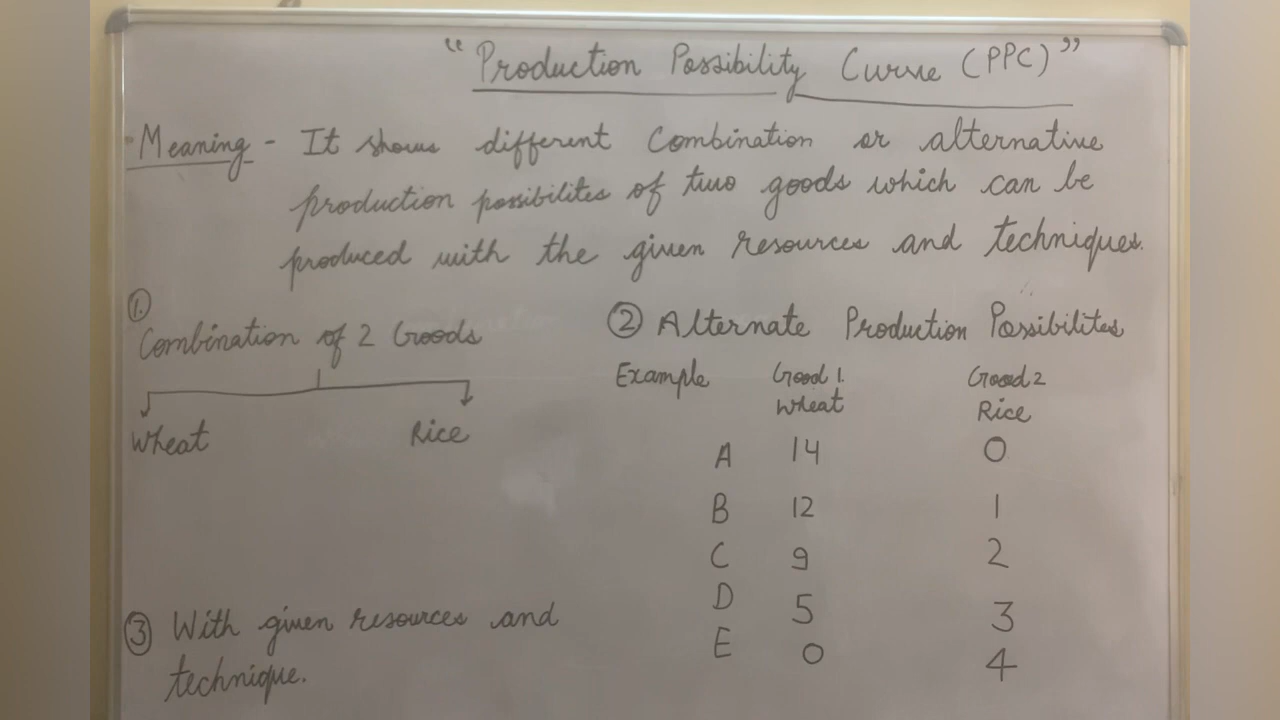 “Production Possibility Curve (PPC)”
Meaning - It shows different Combination or alternative
production possibilites of two goods which can be
produced with the given resources and techniques.
1.
Combination of 2 Goods
Wheat Rice
2 Alternate Production Possibilites
Example Good 1. Good 2
Wheat Rice
A 14 0
B 12 1
C 9 2
D 5 3
E 0 4
3 With given resources and
technique.